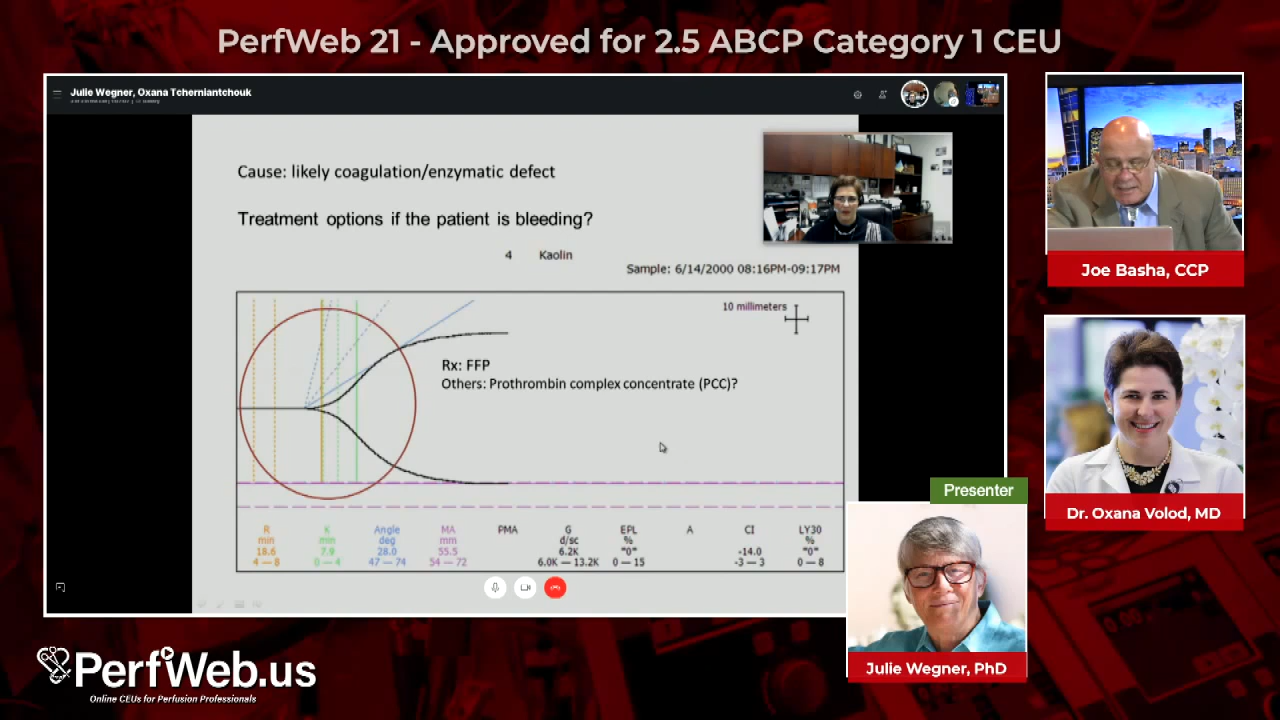 PerfWeb 21 - Approved for 2.5 ABCP Category 1 CEU
Julie Wegner, Oxana Tcherniantchouk
Cause: likely coagulation/enzymatic defect
Treatment options if the patient is bleeding?
4 Kaolin
Sample: 6/14/2000 08:16PM-09:17PM
10 millimeters
Rx: FFP
Others: Prothrombin complex concentrate (PCC)?
R K Angle MA PMA G EPL A CI LY30
min min deg mm d/sc % %
18.6 7.9 28.0 55.5 6.2K *0* -14.0 *0*
4 — 8 0 — 4 47 — 74 54 — 72 6.0K — 13.2K 0 — 15 -3 — 3 0 — 8
Joe Basha, CCP
Dr. Oxana Volod, MD
Presenter
Julie Wegner, PhD
PerfWeb.us
Online CEUs for Perfusion Professionals